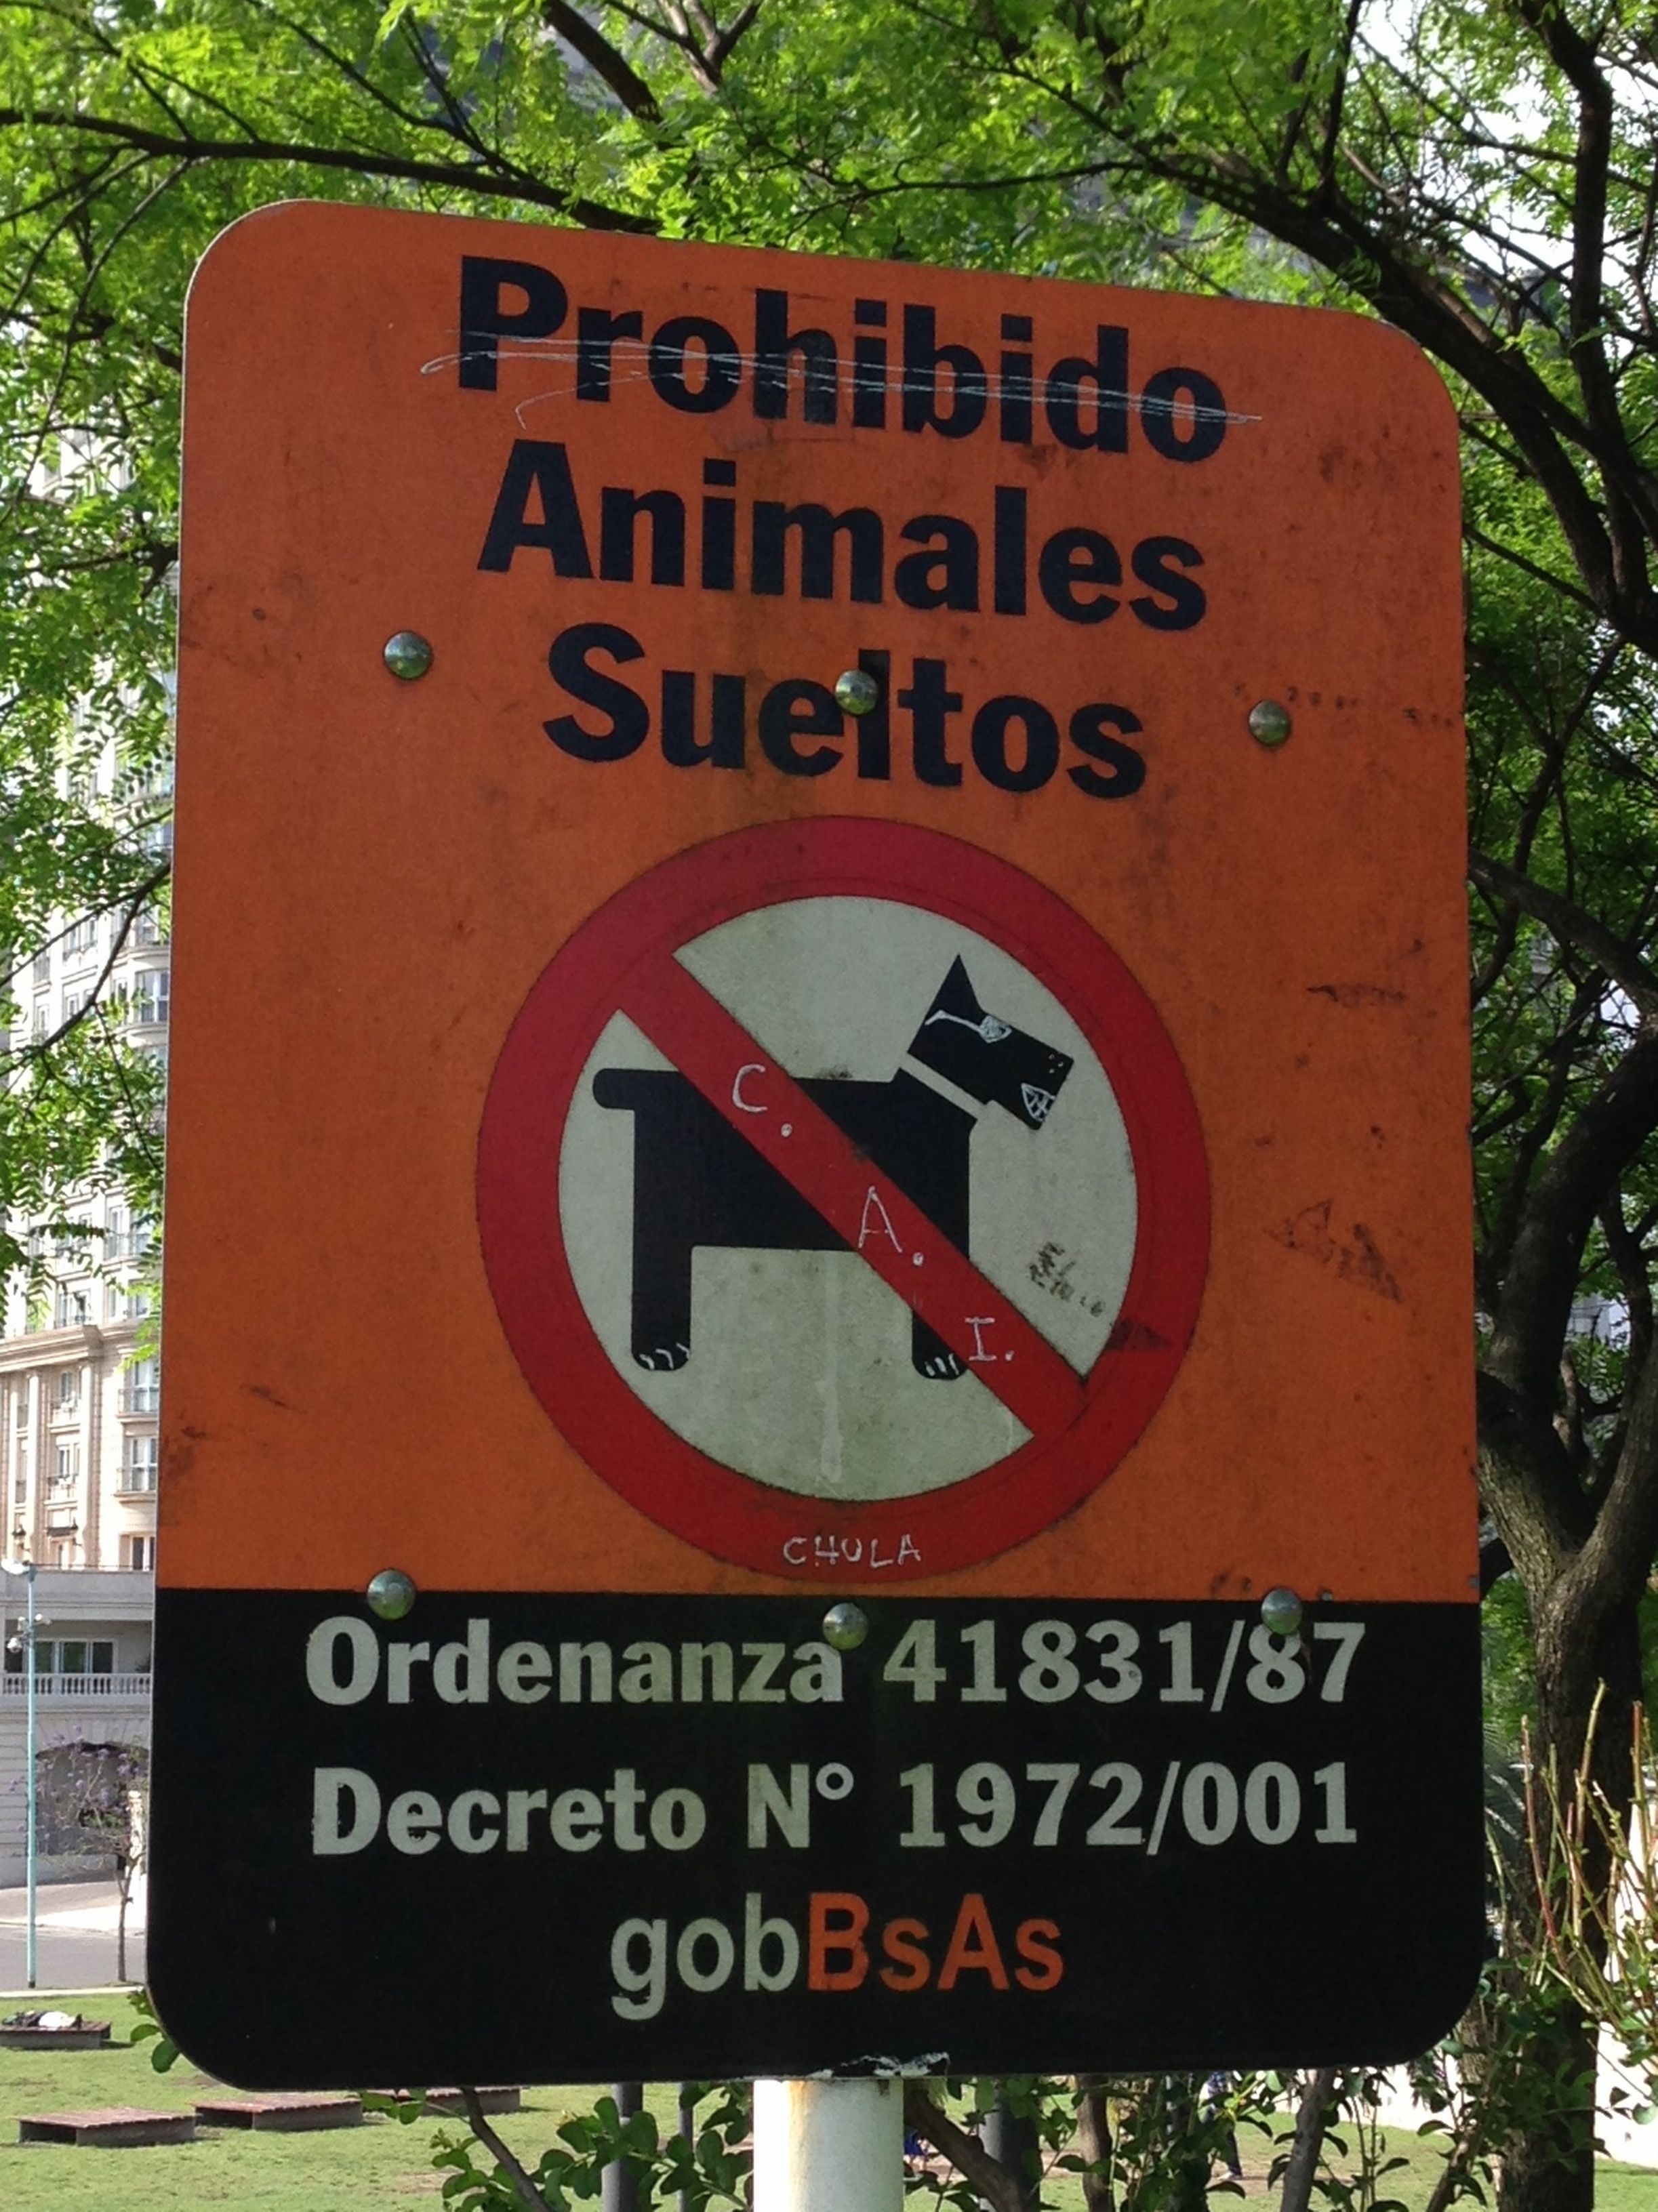 Prohibido
Animales
Sueltos
C.
A.
I.
CHULA
Ordenanza 41831/87
Decreto N° 1972/001
gobBsAs